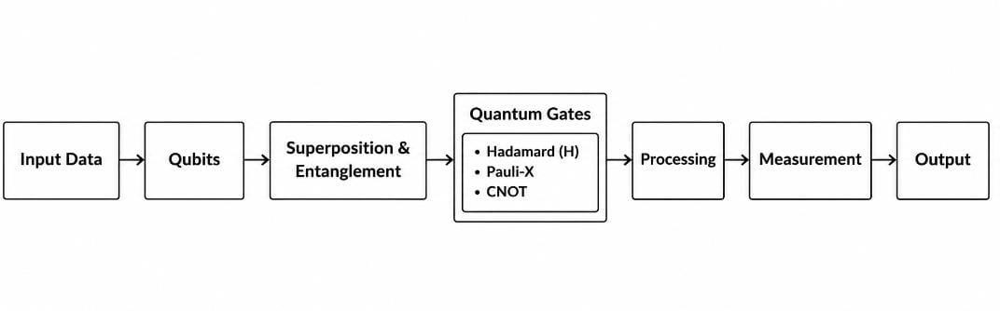 Input Data
Qubits
Superposition &
Entanglement
Quantum Gates
• Hadamard (H)
• Pauli-X
• CNOT
Processing
Measurement
Output